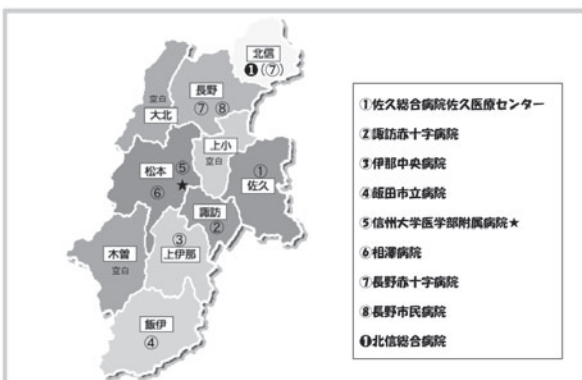 北信
❶(⑦)
長野
⑦ ⑧
空白
大北
上小
空白
松本
⑤
★
⑥
①
佐久
諏訪
②
木曽
空白
③
上伊那
飯伊
④
①佐久総合病院佐久医療センター
②諏訪赤十字病院
③伊那中央病院
④飯田市立病院
⑤信州大学医学部附属病院★
⑥相澤病院
⑦長野赤十字病院
⑧長野市民病院
❶北信総合病院